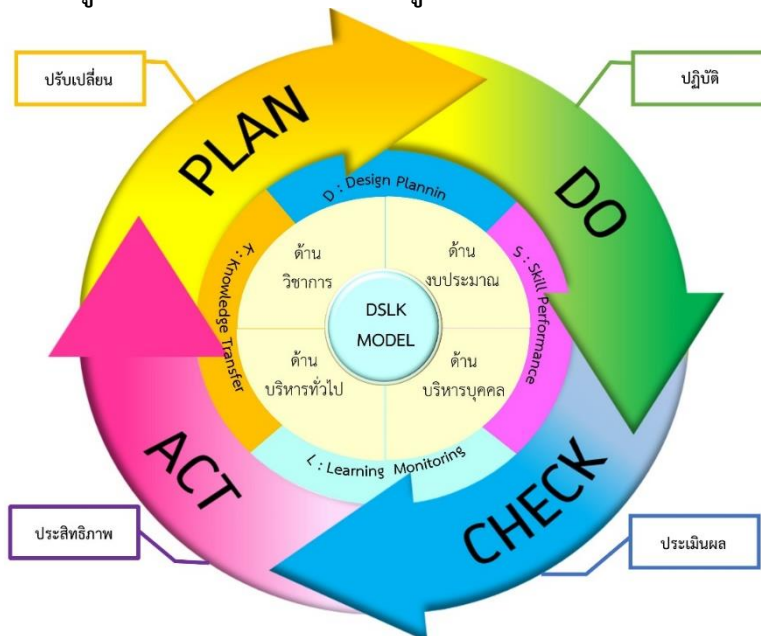 ปรับเปลี่ยน
ปฏิบัติ
PLAN
DO
D : Design Plannin
K : Knowledge Transfer
S : Skill Performance
ด้าน
วิชาการ
ด้าน
งบประมาณ
DSLK
MODEL
ด้าน
บริหารทั่วไป
ด้าน
บริหารบุคคล
L : Learning Monitoring
ACT
CHECK
ประสิทธิภาพ
ประเมินผล